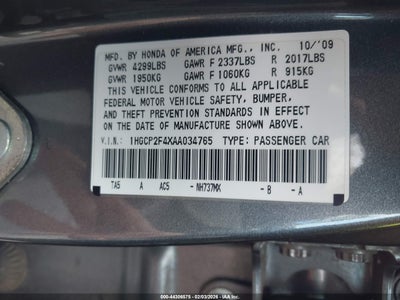 MFD. BY HONDA OF AMERICA MFG., INC. 10/'09
GVWR 4299LBS GAWR F 2337LBS R 2017LBS
GVWR 1950KG GAWR F 1060KG R 915KG
THIS VEHICLE CONFORMS TO ALL APPLICABLE
FEDERAL MOTOR VEHICLE SAFETY, BUMPER,
AND THEFT PREVENTION STANDARDS IN EFFECT
ON THE DATE OF MANUFACTURE SHOWN ABOVE.
V.I.N.: 1HGCP2F4XAA034765 TYPE: PASSENGER CAR
TA5 A AC5 - NH737MX - B - A
000-44306575 - 02/03/2026 - IAA Inc.